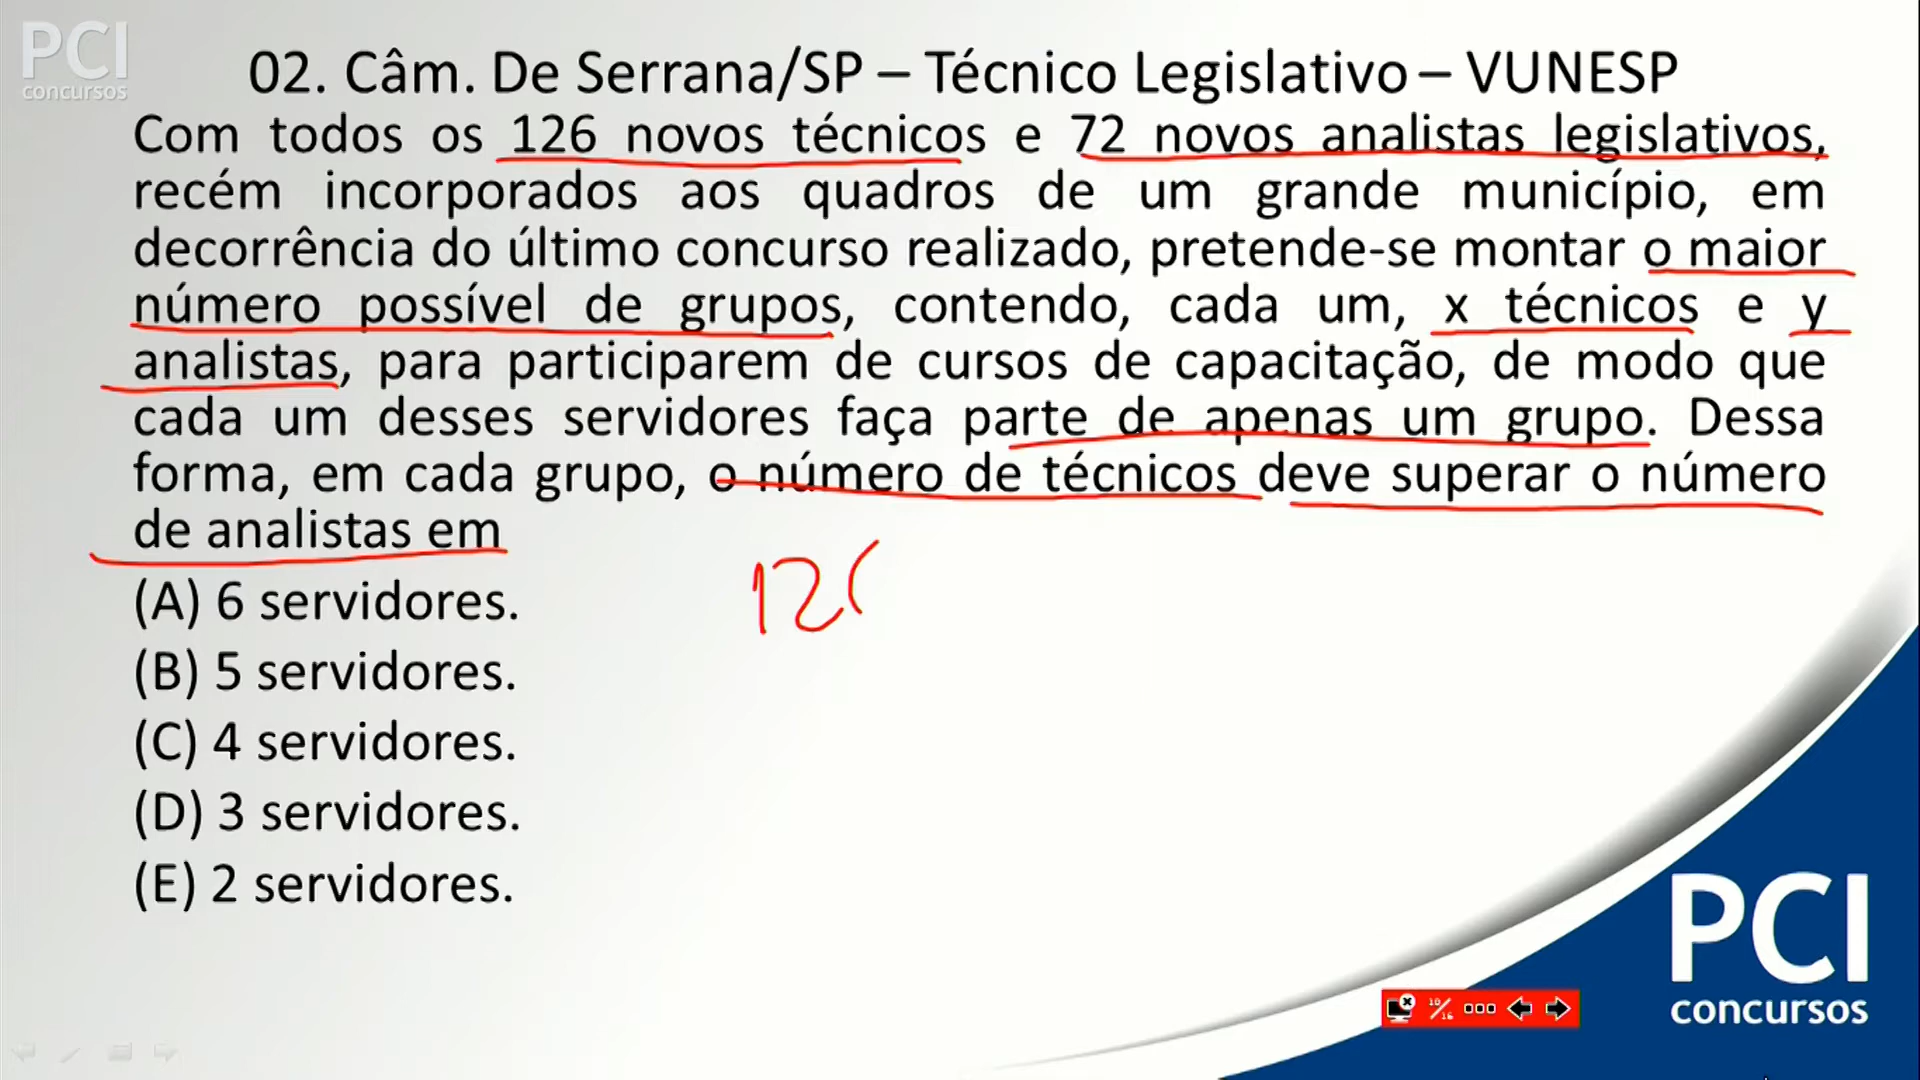 PCI
concursos
02. Câm. De Serrana/SP – Técnico Legislativo – VUNESP
Com todos os 126 novos técnicos e 72 novos analistas legislativos,
recém incorporados aos quadros de um grande município, em
decorrência do último concurso realizado, pretende-se montar o maior
número possível de grupos, contendo, cada um, x técnicos e y
analistas, para participarem de cursos de capacitação, de modo que
cada um desses servidores faça parte de apenas um grupo. Dessa
forma, em cada grupo, o número de técnicos deve superar o número
de analistas em
(A) 6 servidores.
12
(B) 5 servidores.
(C) 4 servidores.
(D) 3 servidores.
(E) 2 servidores.
PCI
concursos
10/16